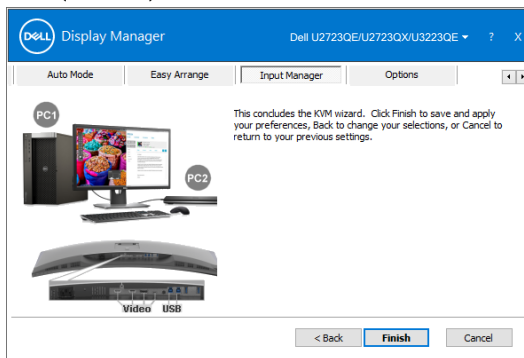 DELL Display Manager
Dell U2723QE/U2723QX/U3223QE ? X
Auto Mode Easy Arrange Input Manager Options
PC1
PC2
Video USB
This concludes the KVM wizard. Click Finish to save and apply
your preferences, Back to change your selections, or Cancel to
return to your previous settings.
< Back Finish Cancel